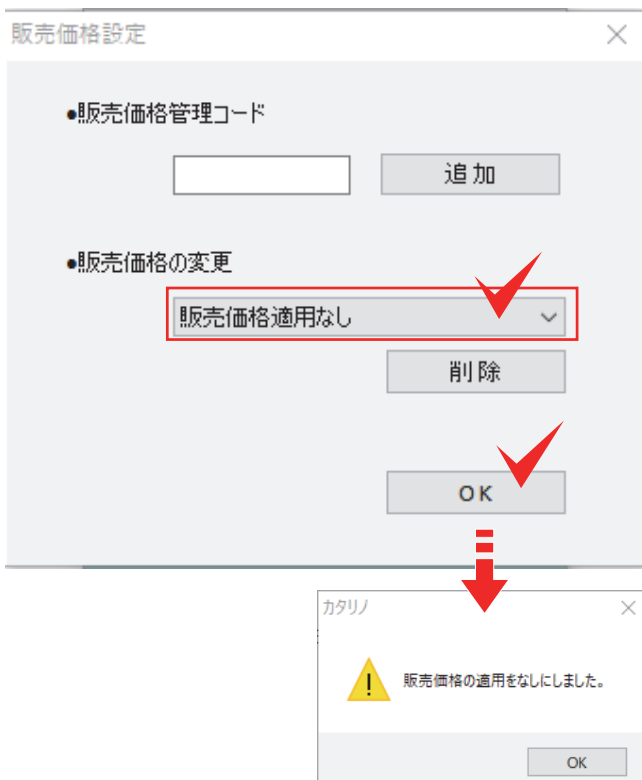 販売価格設定
●販売価格管理コード
追加
●販売価格の変更
販売価格適用なし
削除
OK
カタリノ
販売価格の適用をなしにしました。
OK